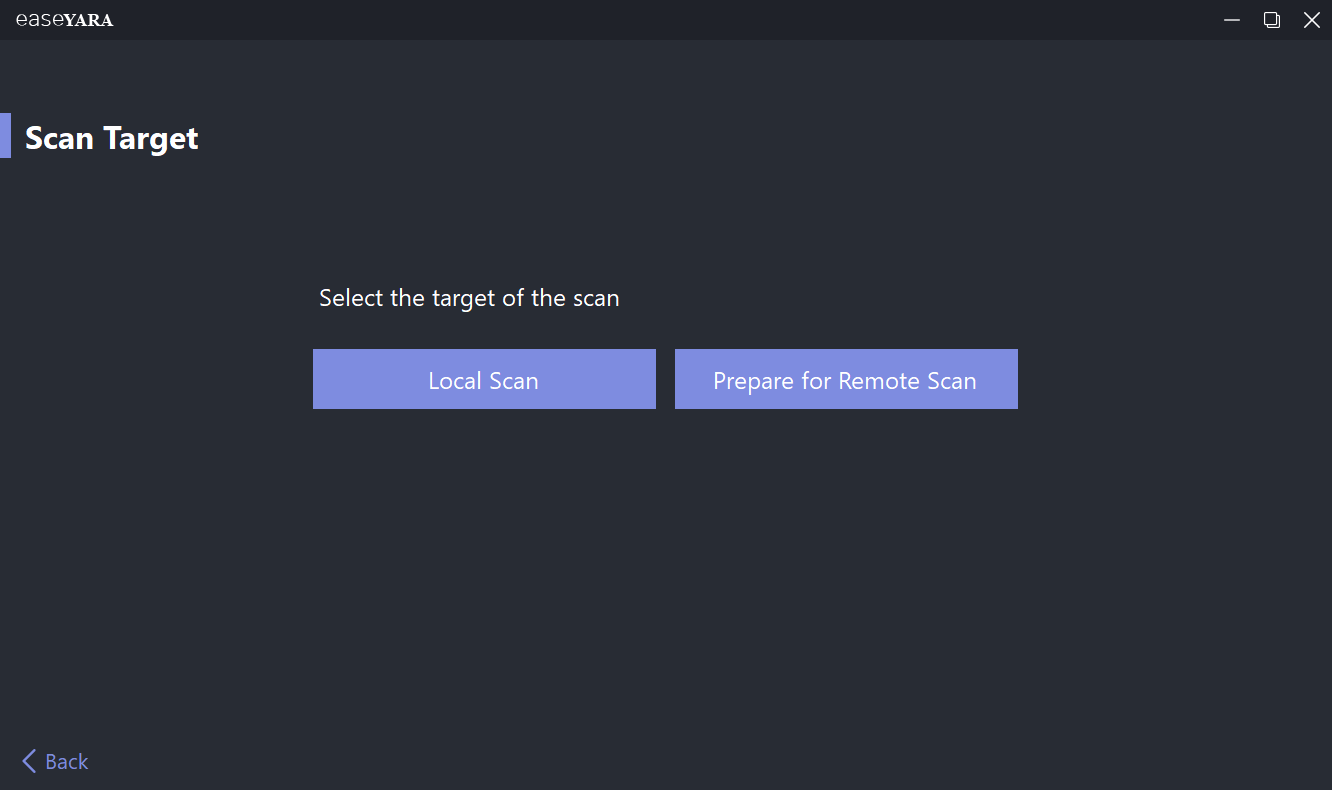 easeYARA
Scan Target
Select the target of the scan
Local Scan
Prepare for Remote Scan
Back